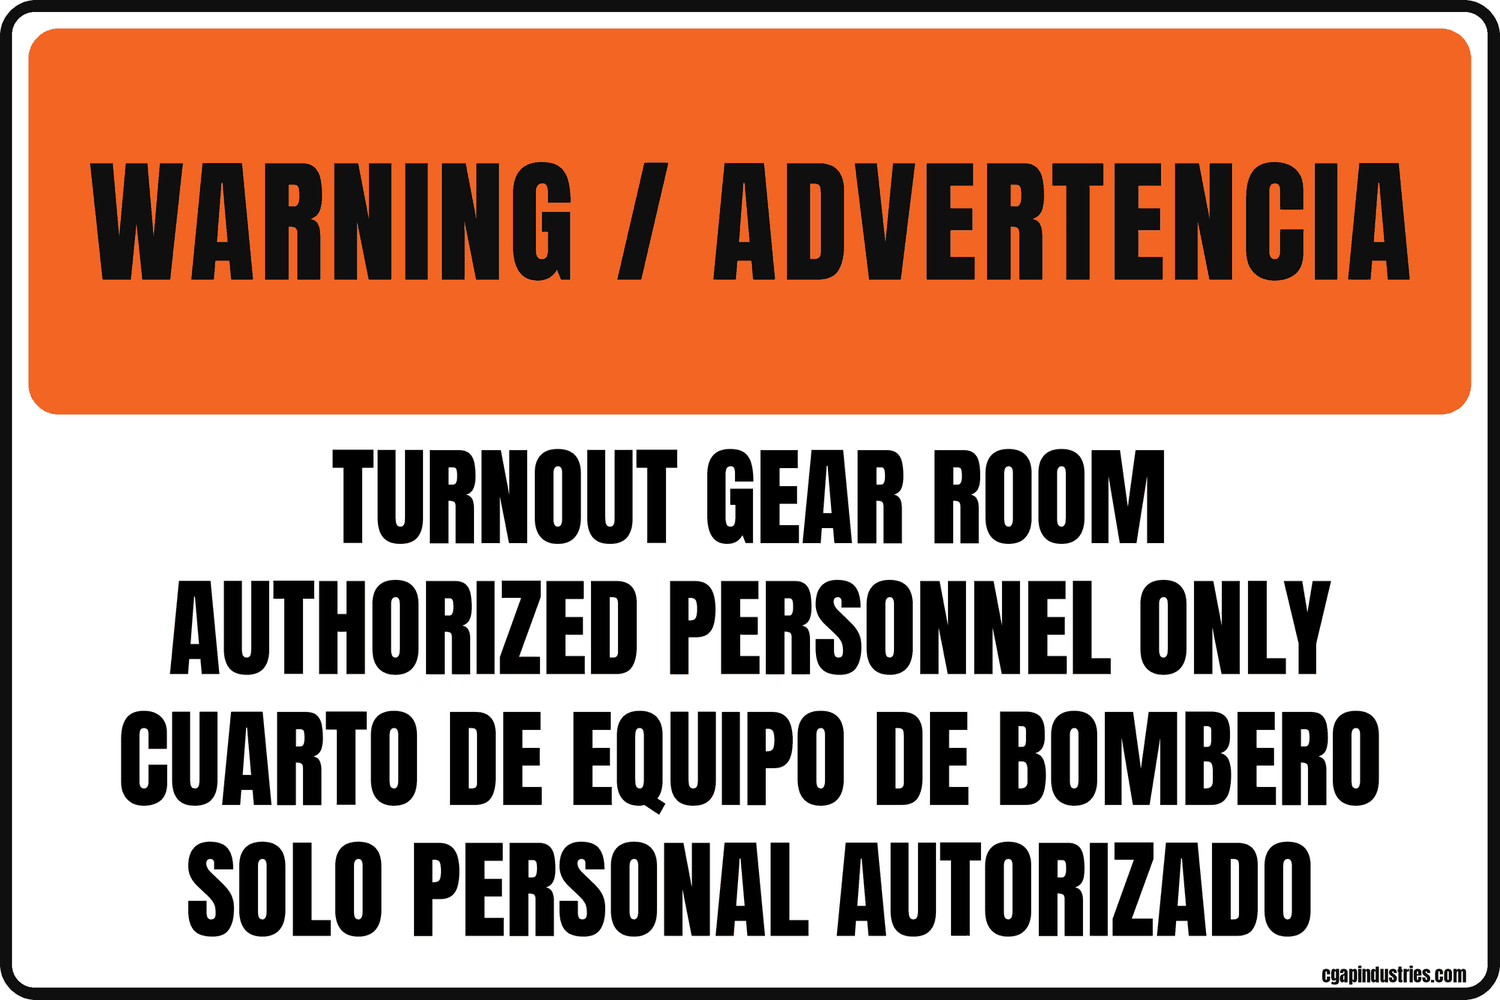 WARNING / ADVERTENCIA
TURNOUT GEAR ROOM
AUTHORIZED PERSONNEL ONLY
CUARTO DE EQUIPO DE BOMBERO
SOLO PERSONAL AUTORIZADO
cgapindustries.com